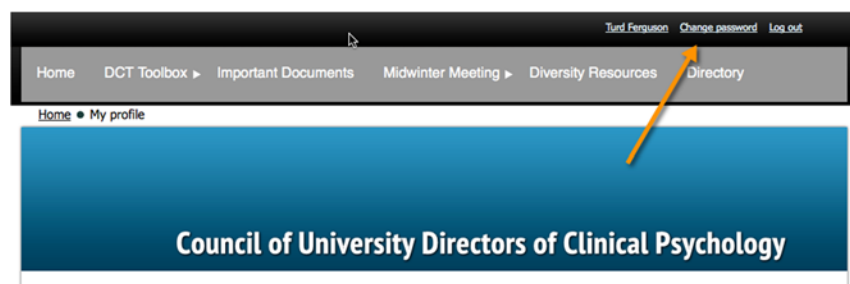 Turd Ferguson Change password Log out
Home DCT Toolbox ▸ Important Documents Midwinter Meeting ▸ Diversity Resources Directory
Home ● My profile
Council of University Directors of Clinical Psychology